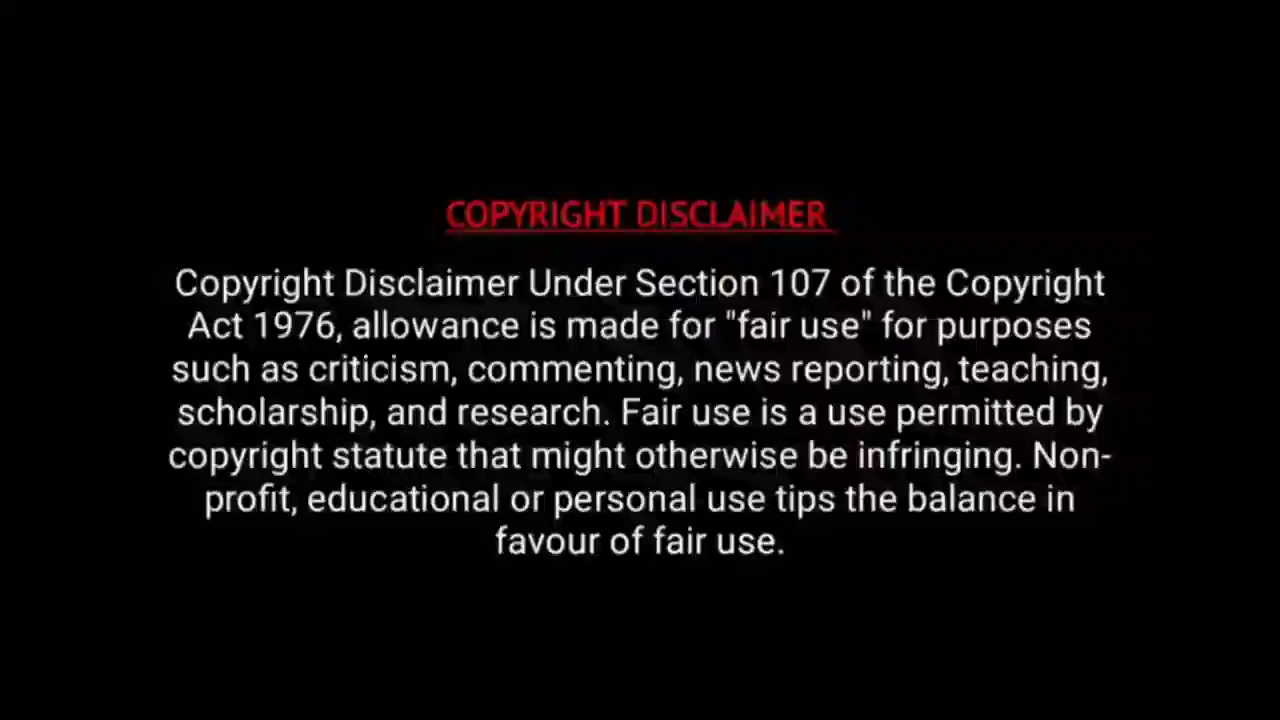 COPYRIGHT DISCLAIMER
Copyright Disclaimer Under Section 107 of the Copyright
Act 1976, allowance is made for "fair use" for purposes
such as criticism, commenting, news reporting, teaching,
scholarship, and research. Fair use is a use permitted by
copyright statute that might otherwise be infringing. Non-
profit, educational or personal use tips the balance in
favour of fair use.